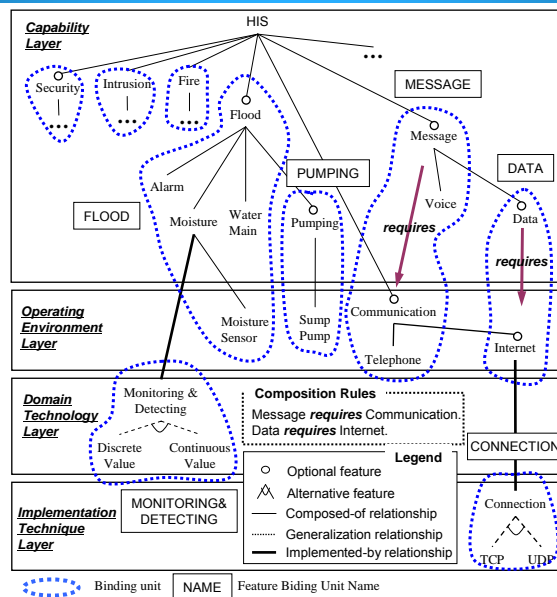 HIS
Capability
Layer
Security
Intrusion
Fire
Flood
MESSAGE
Message
Alarm
Moisture
Water
Main
PUMPING
Pumping
Voice
DATA
Data
FLOOD
requires
requires
Operating
Environment
Layer
Moisture
Sensor
Sump
Pump
Communication
Telephone
Internet
Domain
Technology
Layer
Monitoring &
Detecting
Discrete
Value
Continuous
Value
Composition Rules
Message requires Communication.
Data requires Internet.
CONNECTION
Legend
Optional feature
Alternative feature
Composed-of relationship
Generalization relationship
Implemented-by relationship
Implementation
Technique
Layer
MONITORING&
DETECTING
Connection
TCP
UDP
Binding unit
NAME
Feature Biding Unit Name